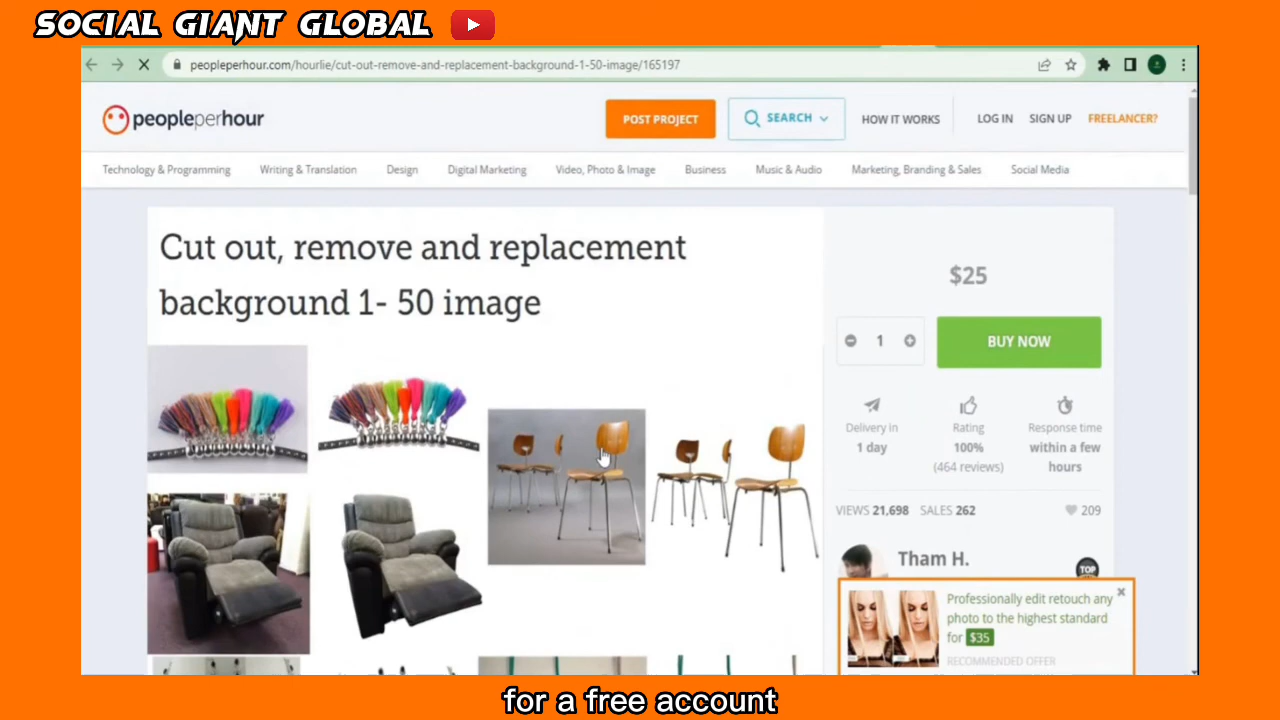 SOCIAL GIANT GLOBAL
peopleperhour.com/hourlie/cut-out-remove-and-replacement-background-1-50-image/165197
peopleperhour
POST PROJECT
SEARCH
HOW IT WORKS
LOG IN
SIGN UP
FREELANCER?
Technology & Programming
Writing & Translation
Design
Digital Marketing
Video, Photo & Image
Business
Music & Audio
Marketing, Branding & Sales
Social Media
Cut out, remove and replacement
background 1- 50 image
$25
1
BUY NOW
Delivery in
1 day
Rating
100%
(464 reviews)
Response time
within a few
hours
VIEWS 21,698 SALES 262
209
Tham H.
TOP
Professionally edit retouch any
photo to the highest standard
for $35
RECOMMENDED OFFER
for a free account